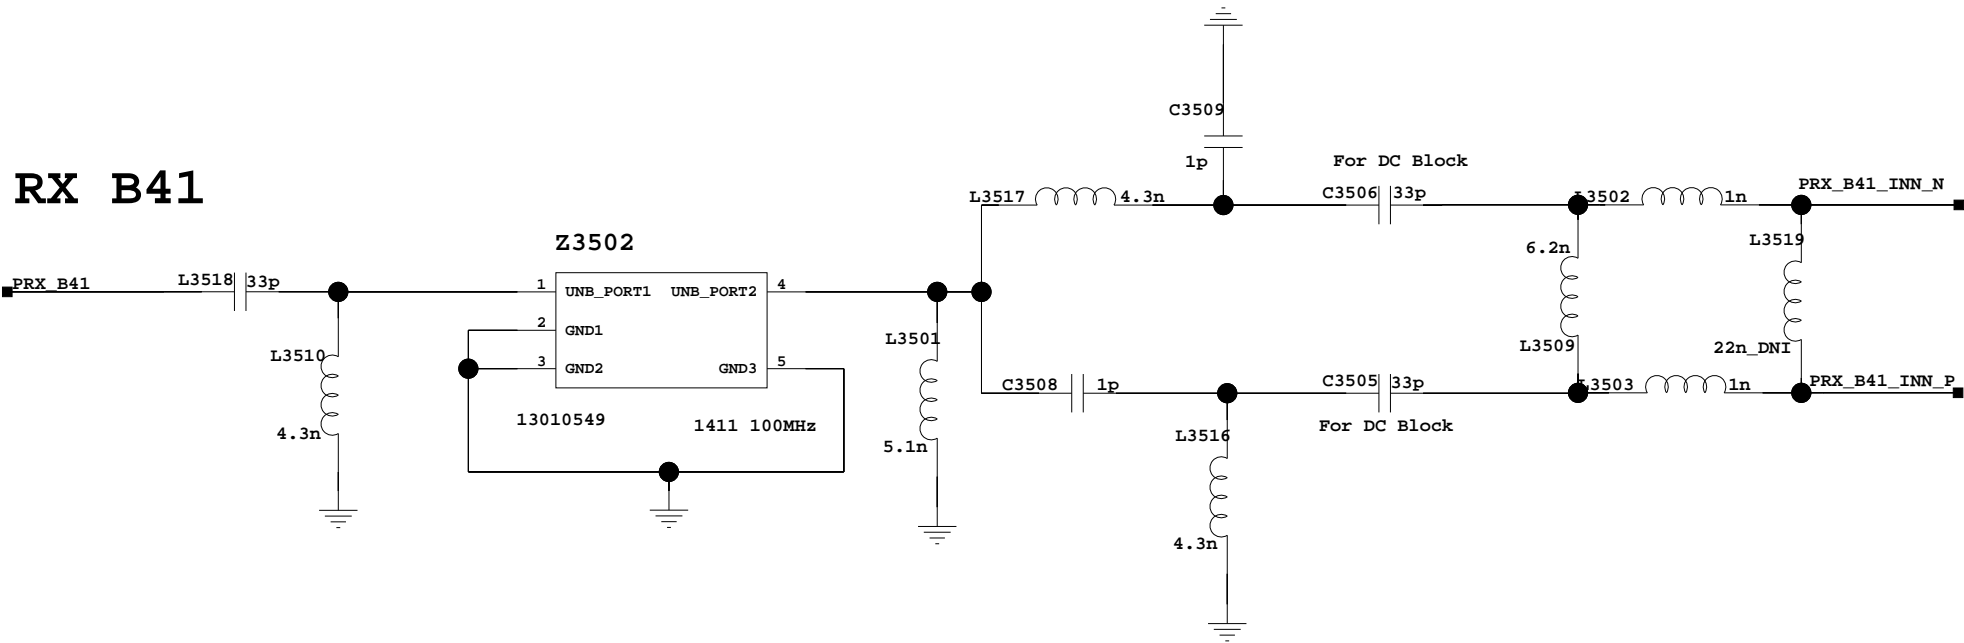 C3509
1p
For DC Block
RX B41
L3517 4.3n
C3506 33p
L3502 1n
PRX_B41_INN_N
Z3502
6.2n
L3519
PRX_B41
L3518 33p
1 UNB_PORT1 UNB_PORT2 4
2 GND1
3 GND2 GND3 5
L3510
4.3n
13010549
1411 100MHz
L3501
5.1n
L3509
22n_DNI
C3508 1p
C3505 33p
L3503 1n
PRX_B41_INN_P
For DC Block
L3516
4.3n